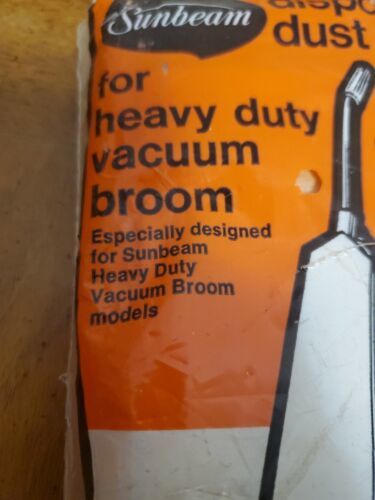 Sunbeam
dust
for
heavy duty
vacuum
broom
Especially designed
for Sunbeam
Heavy Duty
Vacuum Broom
models